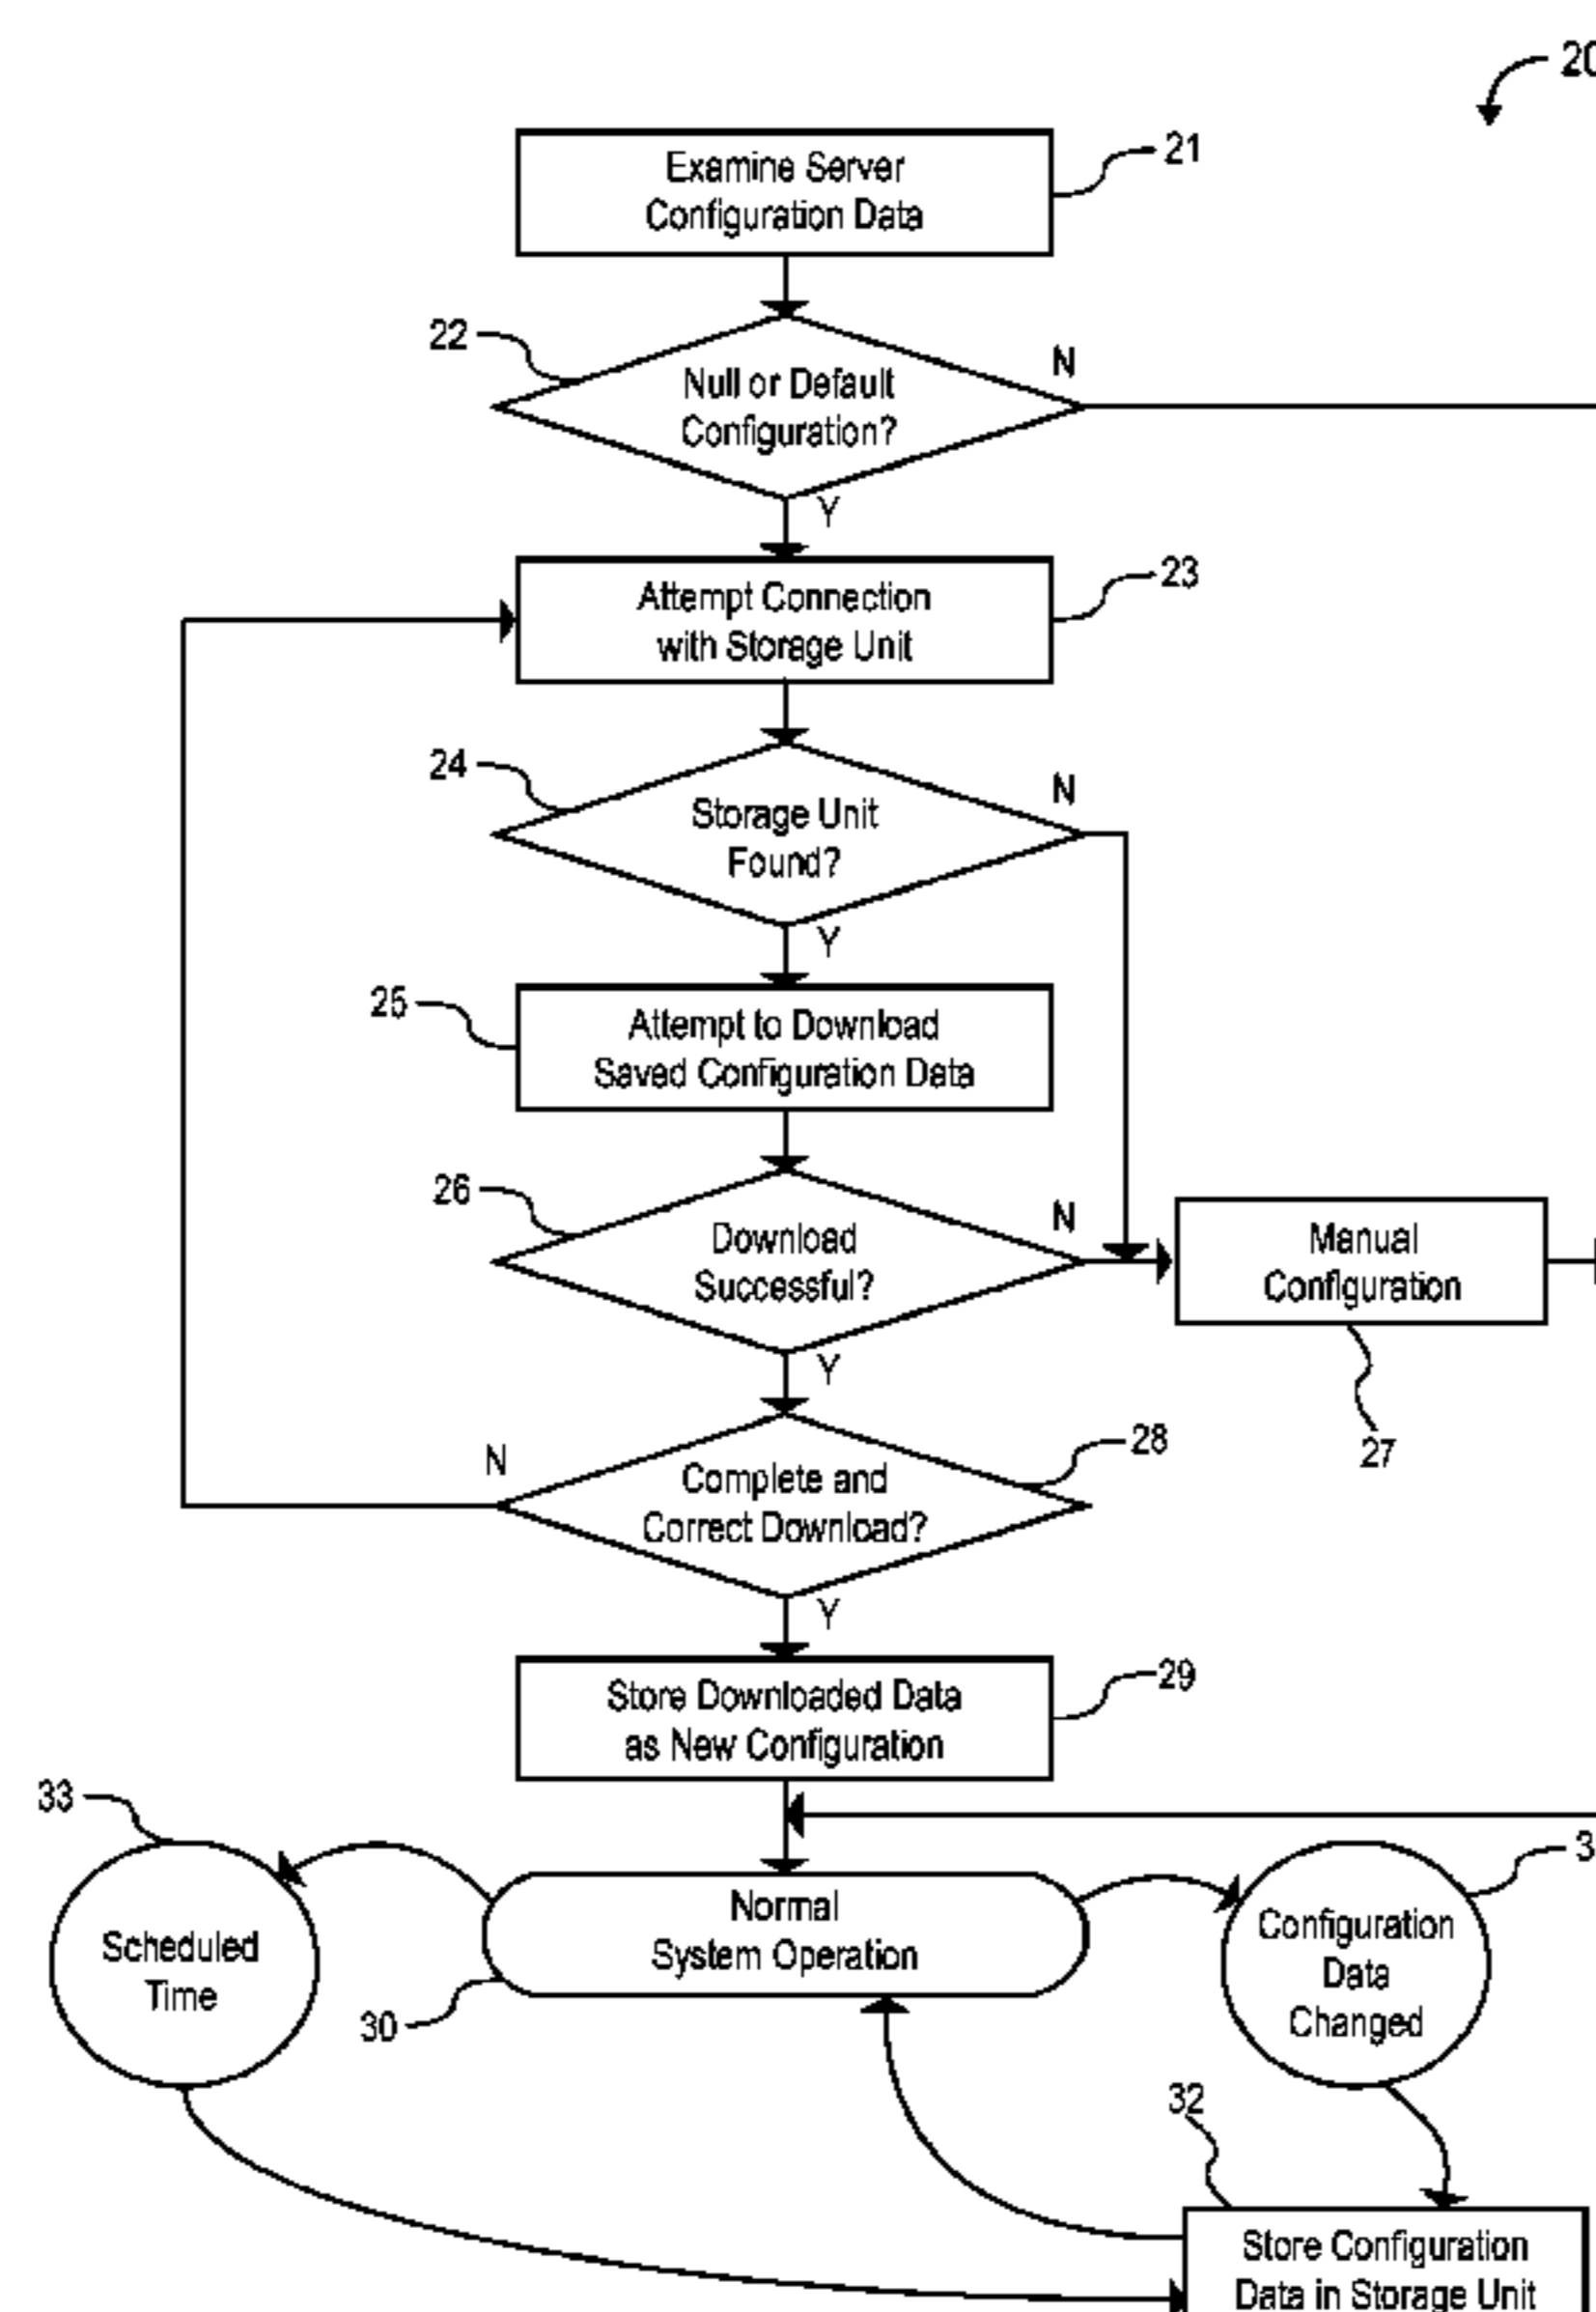 20
Examine Server
Configuration Data
21
22
Null or Default
Configuration?
N
Y
Attempt Connection
with Storage Unit
23
24
Storage Unit
Found?
N
Y
25
Attempt to Download
Saved Configuration Data
26
Download
Successful?
N
Manual
Configuration
27
Y
28
N
Complete and
Correct Download?
Y
Store Downloaded Data
as New Configuration
29
33
Scheduled
Time
Normal
System Operation
30
3
Configuration
Data
Changed
32
Store Configuration
Data in Storage Unit